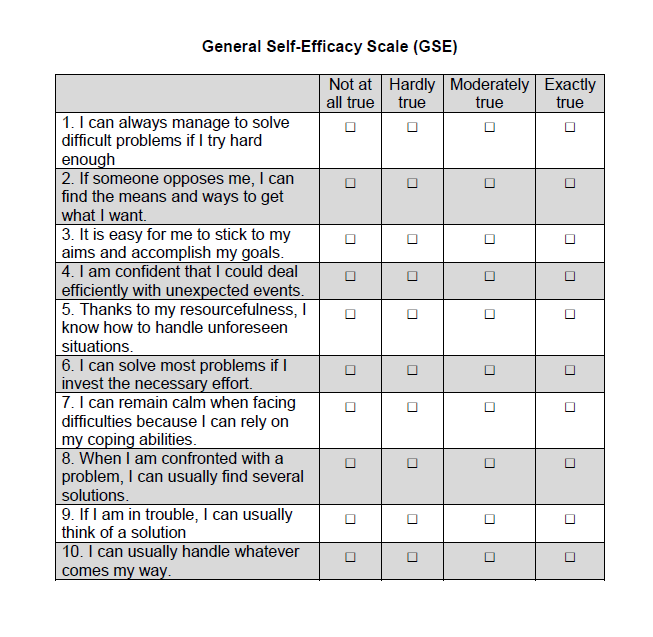 General Self-Efficacy Scale (GSE)
Not at all true
Hardly true
Moderately true
Exactly true
1. I can always manage to solve
difficult problems if I try hard
enough
2. If someone opposes me, I can
find the means and ways to get
what I want.
3. It is easy for me to stick to my
aims and accomplish my goals.
4. I am confident that I could deal
efficiently with unexpected events.
5. Thanks to my resourcefulness, I
know how to handle unforeseen
situations.
6. I can solve most problems if I
invest the necessary effort.
7. I can remain calm when facing
difficulties because I can rely on
my coping abilities.
8. When I am confronted with a
problem, I can usually find several
solutions.
9. If I am in trouble, I can usually
think of a solution
10. I can usually handle whatever
comes my way.